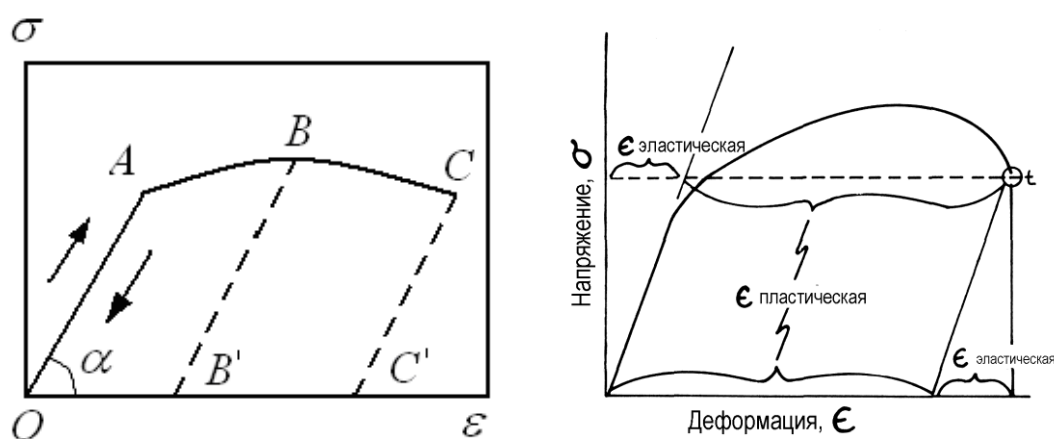 σ
B
A
C
α
B'
C'
O
ε
Напряжение, σ
ϵ эластическая
t
ϵ пластическая
ϵ эластическая
Деформация, ϵ